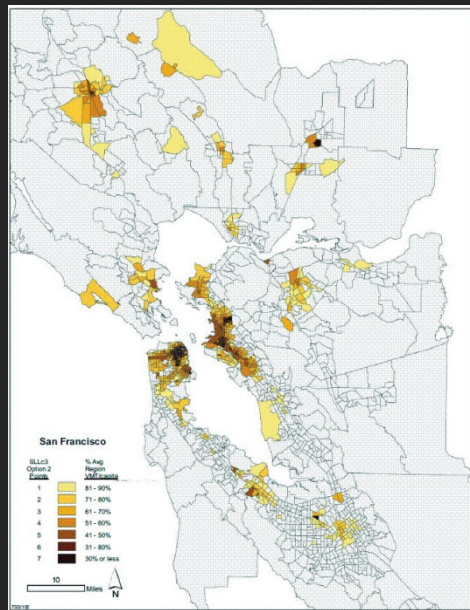 San Francisco
SLLc3 % Avg
Option 2 Region
Points VMT/capita
1 81 - 90%
2 71 - 80%
3 61 - 70%
4 51 - 60%
5 41 - 50%
6 31 - 80%
7 30% or less
10
Miles
N